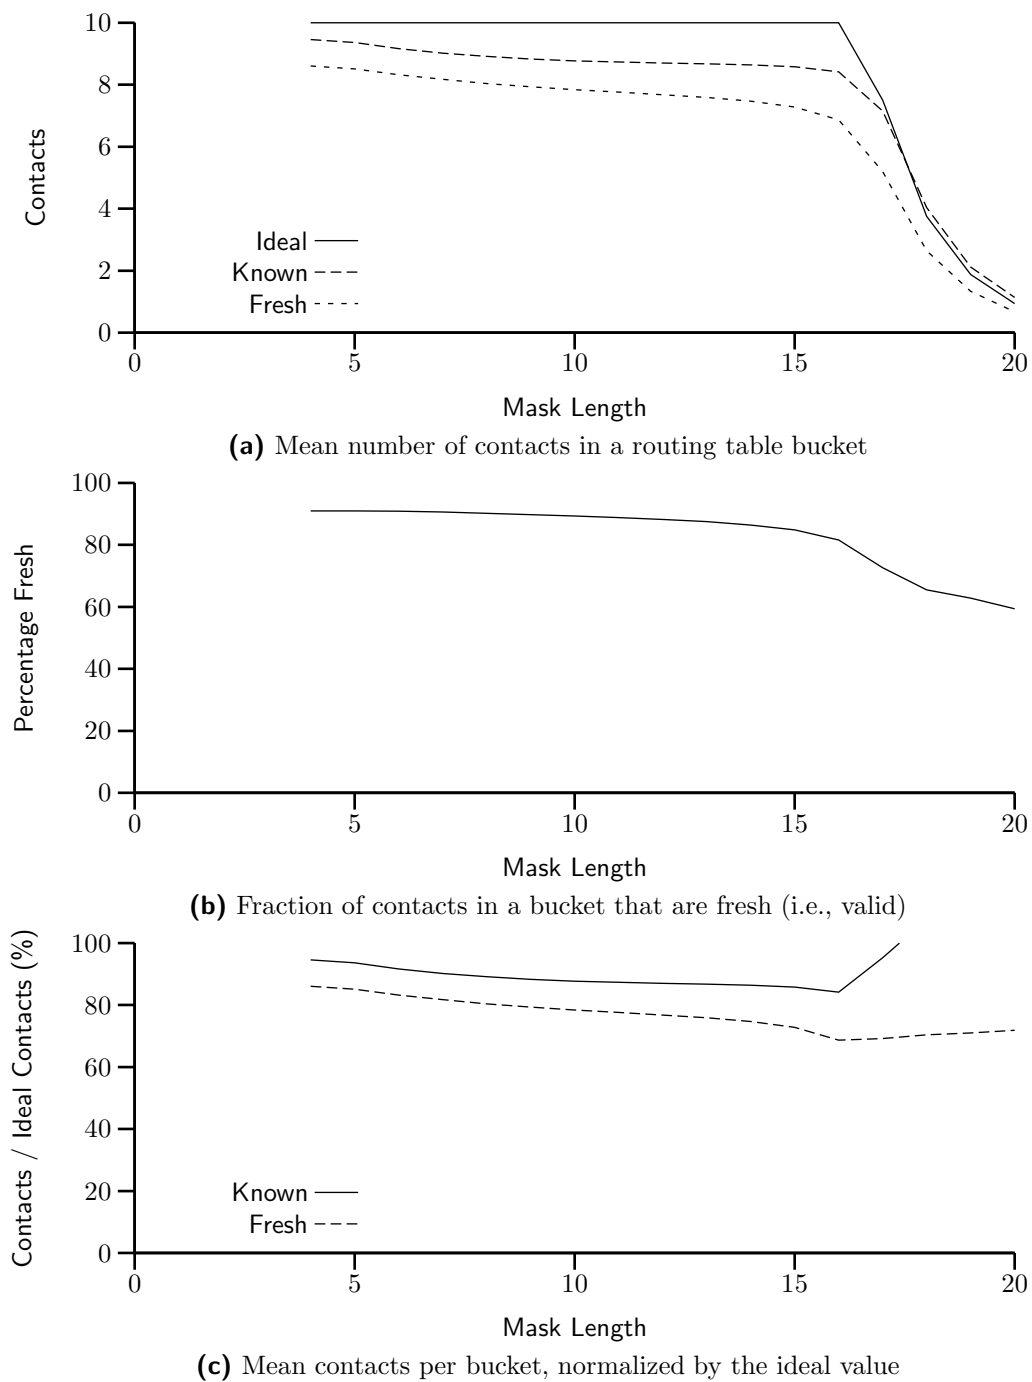 10
8
6
4
2
0
Contacts
Ideal
Known
Fresh
0 5 10 15 20
Mask Length
(a) Mean number of contacts in a routing table bucket
100
80
60
40
20
0
Percentage Fresh
0 5 10 15 20
Mask Length
(b) Fraction of contacts in a bucket that are fresh (i.e., valid)
100
80
60
40
20
0
Contacts / Ideal Contacts (%)
Known
Fresh
0 5 10 15 20
Mask Length
(c) Mean contacts per bucket, normalized by the ideal value